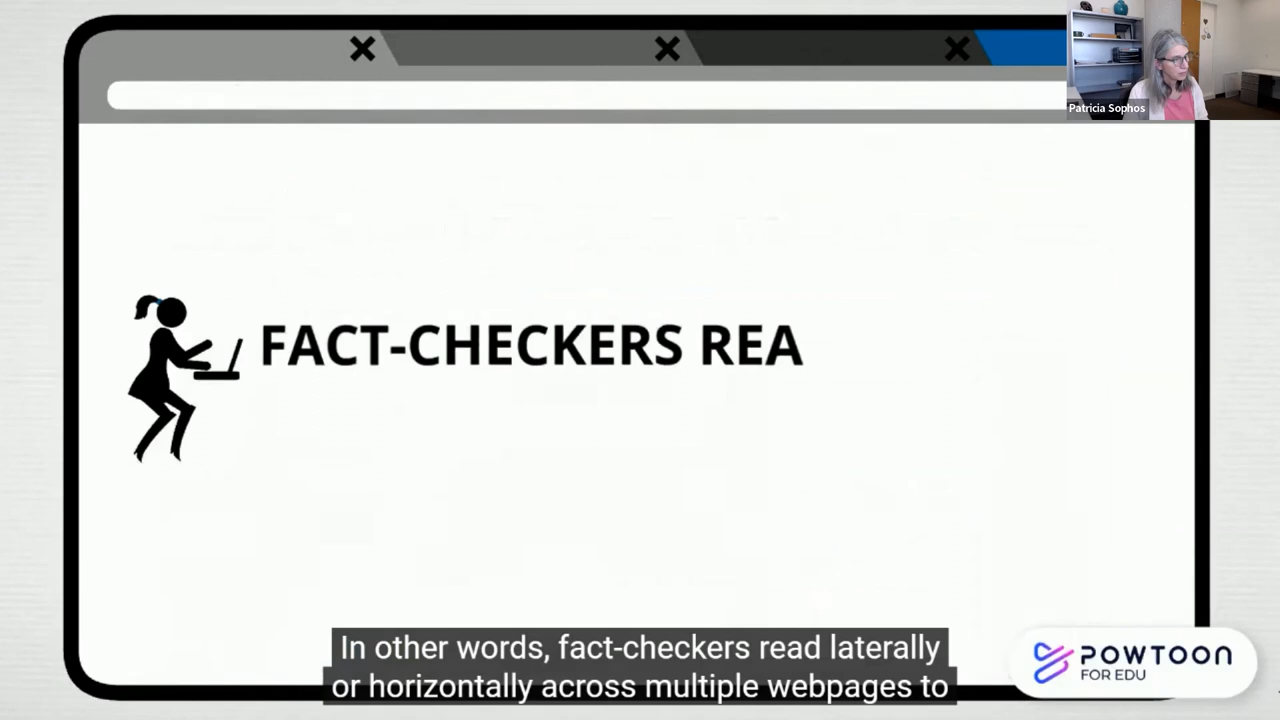 Patricia Sophos
FACT-CHECKERS REA
In other words, fact-checkers read laterally
or horizontally across multiple webpages to
POWTOON
FOR EDU